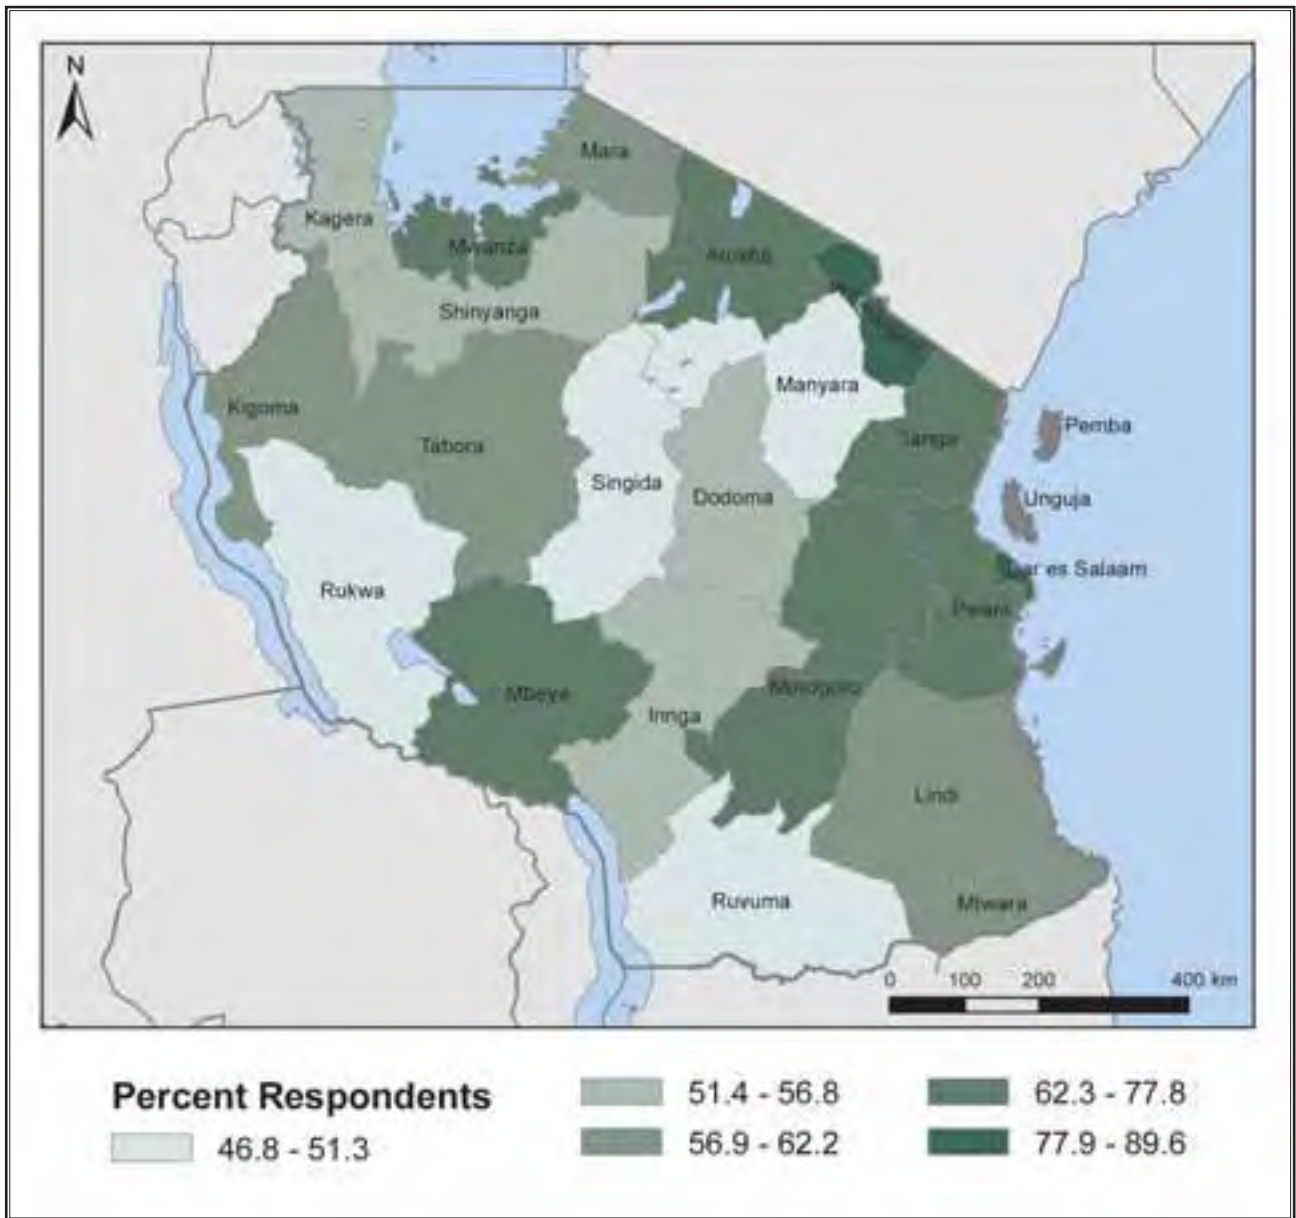 N
Mara
Kagera
Mwanza
Arusha
Shinyanga
Manyara
Kigoma
Pemba
Tabora
Tanga
Singida
Dodoma
Unguja
Dar es Salaam
Rukwa
Pwani
Mbeya
Morogoro
Iringa
Lindi
Ruvuma
Mtwara
0 100 200 400 km
Percent Respondents
46.8 - 51.3
51.4 - 56.8
56.9 - 62.2
62.3 - 77.8
77.9 - 89.6